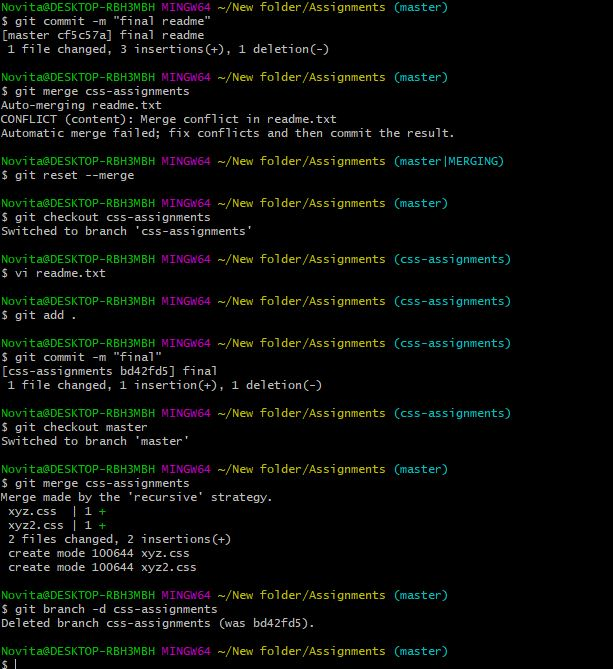 Novita@DESKTOP-RBH3MBH MINGW64 ~/New folder/Assignments (master)
$ git commit -m "final readme"
[master cf5c57a] final readme
 1 file changed, 3 insertions(+), 1 deletion(-)
Novita@DESKTOP-RBH3MBH MINGW64 ~/New folder/Assignments (master)
$ git merge css-assignments
Auto-merging readme.txt
CONFLICT (content): Merge conflict in readme.txt
Automatic merge failed; fix conflicts and then commit the result.
Novita@DESKTOP-RBH3MBH MINGW64 ~/New folder/Assignments (master|MERGING)
$ git reset --merge
Novita@DESKTOP-RBH3MBH MINGW64 ~/New folder/Assignments (master)
$ git checkout css-assignments
Switched to branch 'css-assignments'
Novita@DESKTOP-RBH3MBH MINGW64 ~/New folder/Assignments (css-assignments)
$ vi readme.txt
Novita@DESKTOP-RBH3MBH MINGW64 ~/New folder/Assignments (css-assignments)
$ git add .
Novita@DESKTOP-RBH3MBH MINGW64 ~/New folder/Assignments (css-assignments)
$ git commit -m "final"
[css-assignments bd42fd5] final
 1 file changed, 1 insertion(+), 1 deletion(-)
Novita@DESKTOP-RBH3MBH MINGW64 ~/New folder/Assignments (css-assignments)
$ git checkout master
Switched to branch 'master'
Novita@DESKTOP-RBH3MBH MINGW64 ~/New folder/Assignments (master)
$ git merge css-assignments
Merge made by the 'recursive' strategy.
 xyz.css  | 1 +
 xyz2.css | 1 +
 2 files changed, 2 insertions(+)
 create mode 100644 xyz.css
 create mode 100644 xyz2.css
Novita@DESKTOP-RBH3MBH MINGW64 ~/New folder/Assignments (master)
$ git branch -d css-assignments
Deleted branch css-assignments (was bd42fd5).
Novita@DESKTOP-RBH3MBH MINGW64 ~/New folder/Assignments (master)
$